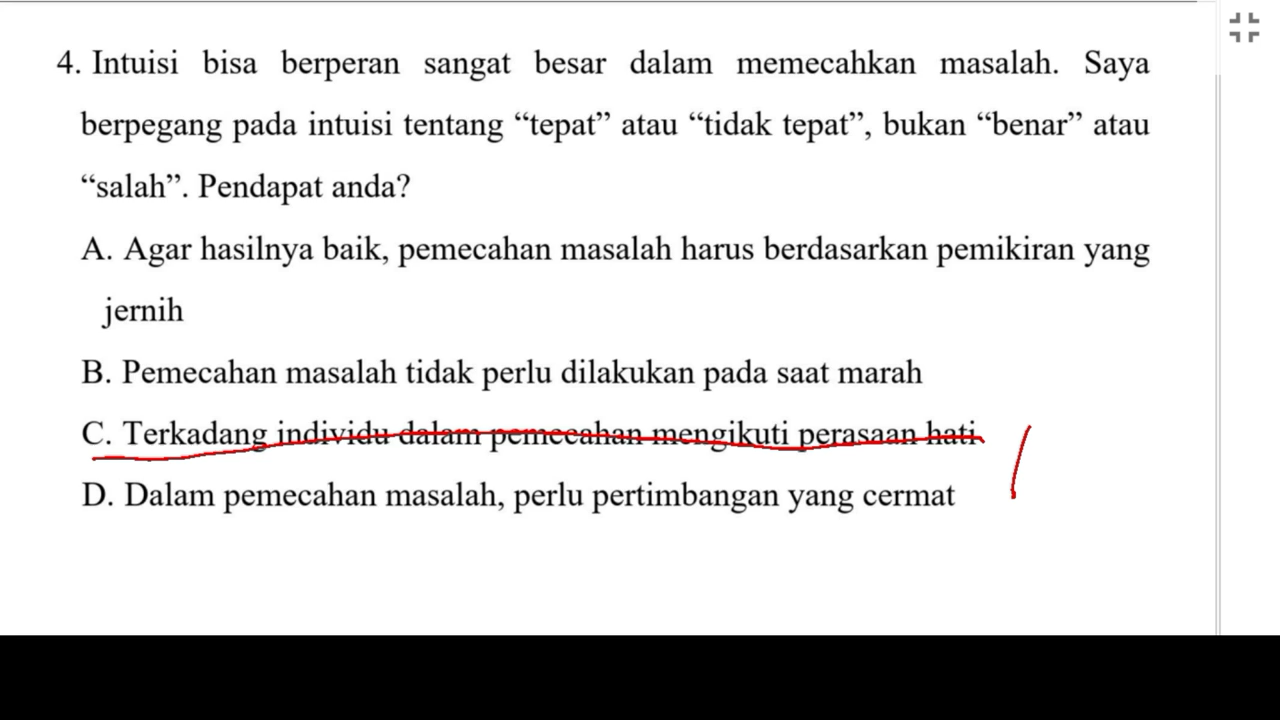 4. Intuisi bisa berperan sangat besar dalam memecahkan masalah. Saya
berpegang pada intuisi tentang “tepat” atau “tidak tepat”, bukan “benar” atau
“salah”. Pendapat anda?
A. Agar hasilnya baik, pemecahan masalah harus berdasarkan pemikiran yang
jernih
B. Pemecahan masalah tidak perlu dilakukan pada saat marah
C. Terkadang individu dalam pemecahan mengikuti perasaan hati
D. Dalam pemecahan masalah, perlu pertimbangan yang cermat